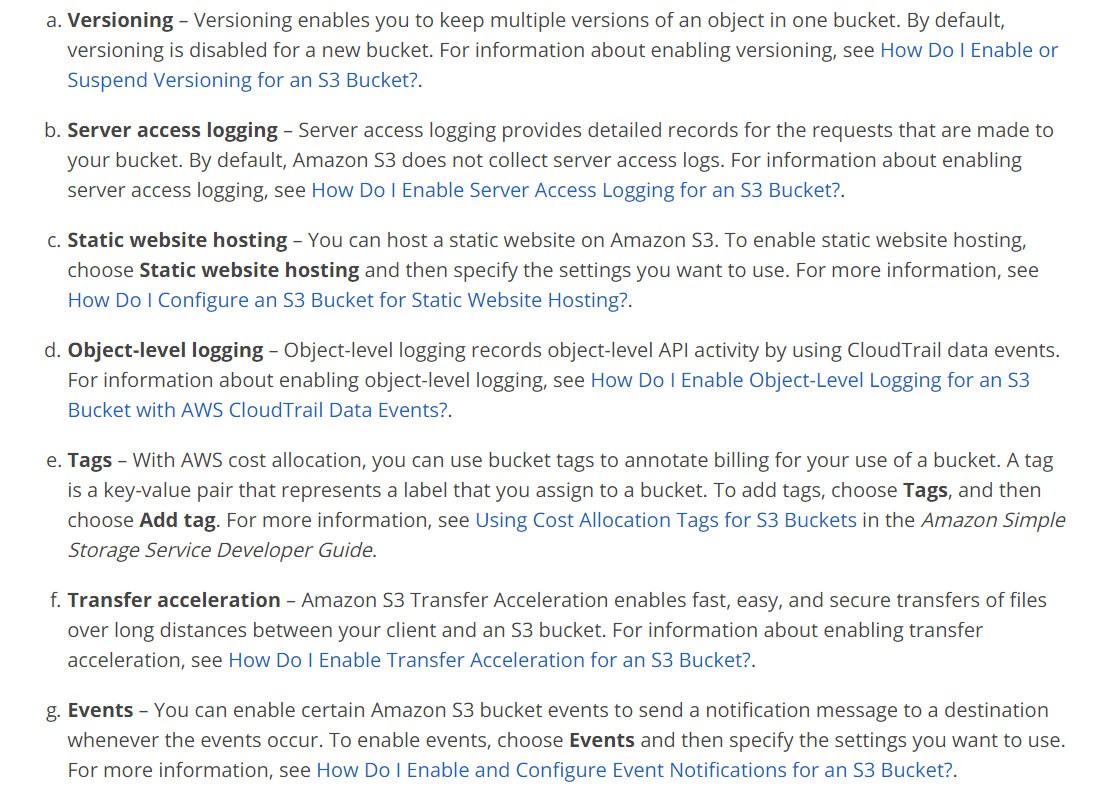 a. Versioning – Versioning enables you to keep multiple versions of an object in one bucket. By default,
versioning is disabled for a new bucket. For information about enabling versioning, see How Do I Enable or
Suspend Versioning for an S3 Bucket?.
b. Server access logging – Server access logging provides detailed records for the requests that are made to
your bucket. By default, Amazon S3 does not collect server access logs. For information about enabling
server access logging, see How Do I Enable Server Access Logging for an S3 Bucket?.
c. Static website hosting – You can host a static website on Amazon S3. To enable static website hosting,
choose Static website hosting and then specify the settings you want to use. For more information, see
How Do I Configure an S3 Bucket for Static Website Hosting?.
d. Object-level logging – Object-level logging records object-level API activity by using CloudTrail data events.
For information about enabling object-level logging, see How Do I Enable Object-Level Logging for an S3
Bucket with AWS CloudTrail Data Events?.
e. Tags – With AWS cost allocation, you can use bucket tags to annotate billing for your use of a bucket. A tag
is a key-value pair that represents a label that you assign to a bucket. To add tags, choose Tags, and then
choose Add tag. For more information, see Using Cost Allocation Tags for S3 Buckets in the Amazon Simple
Storage Service Developer Guide.
f. Transfer acceleration – Amazon S3 Transfer Acceleration enables fast, easy, and secure transfers of files
over long distances between your client and an S3 bucket. For information about enabling transfer
acceleration, see How Do I Enable Transfer Acceleration for an S3 Bucket?.
g. Events – You can enable certain Amazon S3 bucket events to send a notification message to a destination
whenever the events occur. To enable events, choose Events and then specify the settings you want to use.
For more information, see How Do I Enable and Configure Event Notifications for an S3 Bucket?.